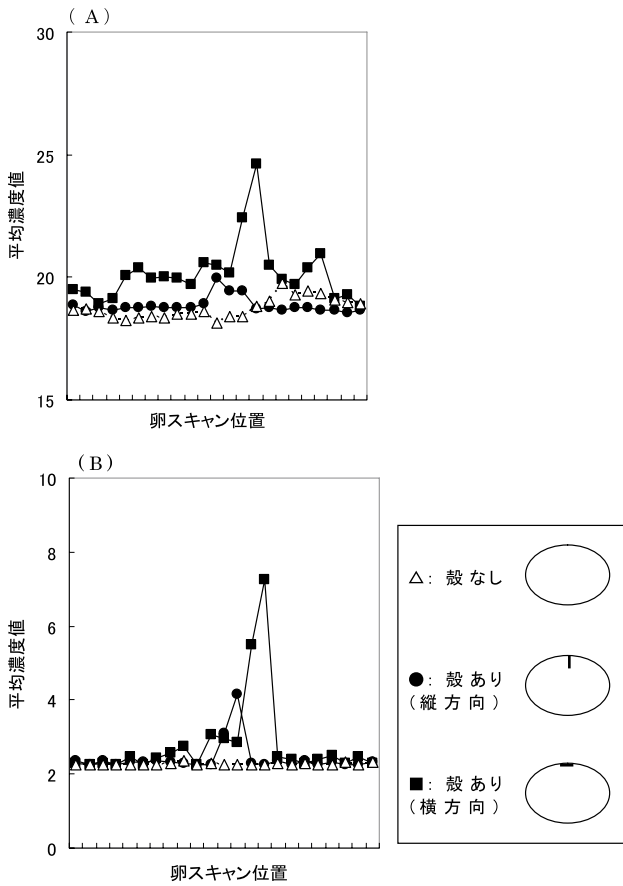 （A）
30
25
20
15
平均濃度値
卵スキャン位置
（B）
10
8
6
4
2
0
平均濃度値
卵スキャン位置
△：殻なし
●：殻あり
（縦方向）
■：殻あり
（横方向）